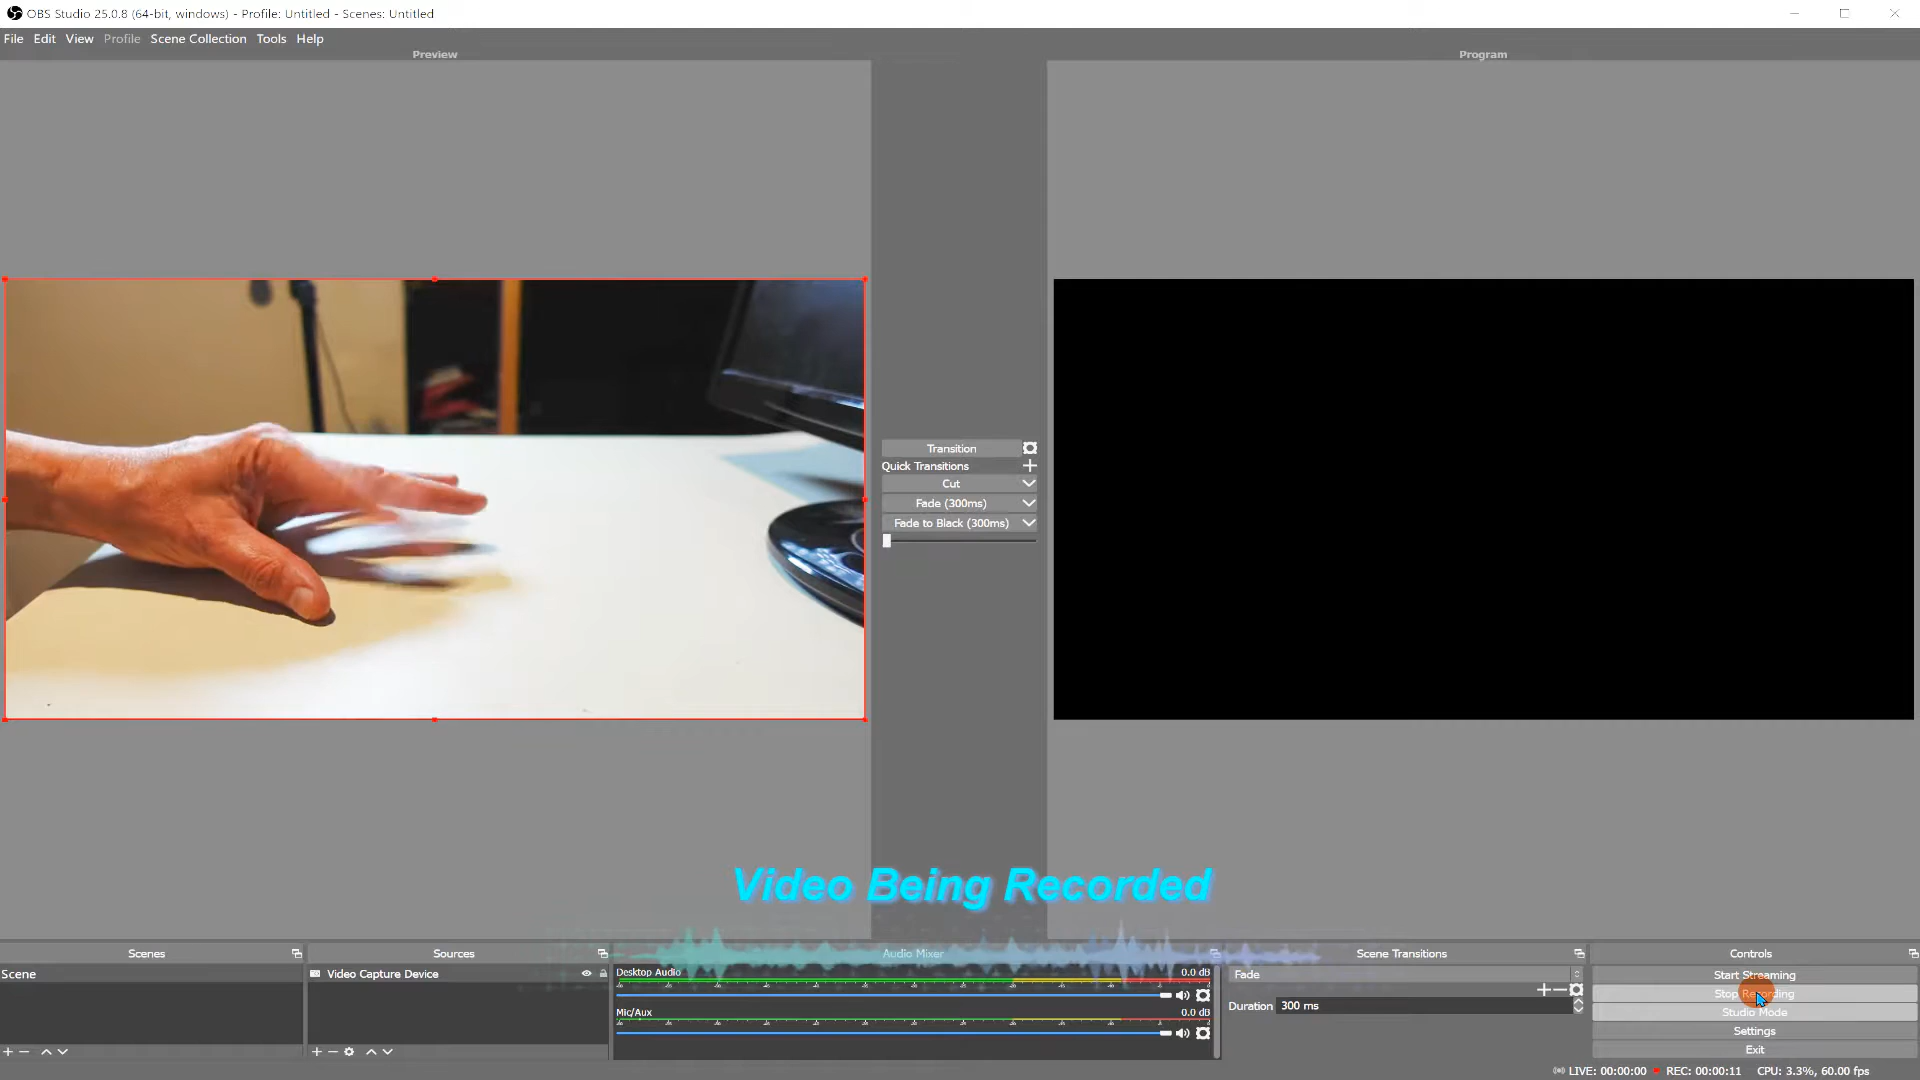 OBS Studio 25.0.8 (64-bit, windows) - Profile: Untitled - Scenes: Untitled
File Edit View Profile Scene Collection Tools Help
Preview
Program
Transition
Quick Transitions
Cut
Fade (300ms)
Fade to Black (300ms)
Video Being Recorded
Scenes
Scene
Sources
Video Capture Device
Audio Mixer
Desktop Audio 0.0 dB
Mic/Aux 0.0 dB
Scene Transitions
Fade
Duration 300 ms
Controls
Start Streaming
Stop Recording
Studio Mode
Settings
Exit
LIVE: 00:00:00 REC: 00:00:11 CPU: 3.3%, 60.00 fps